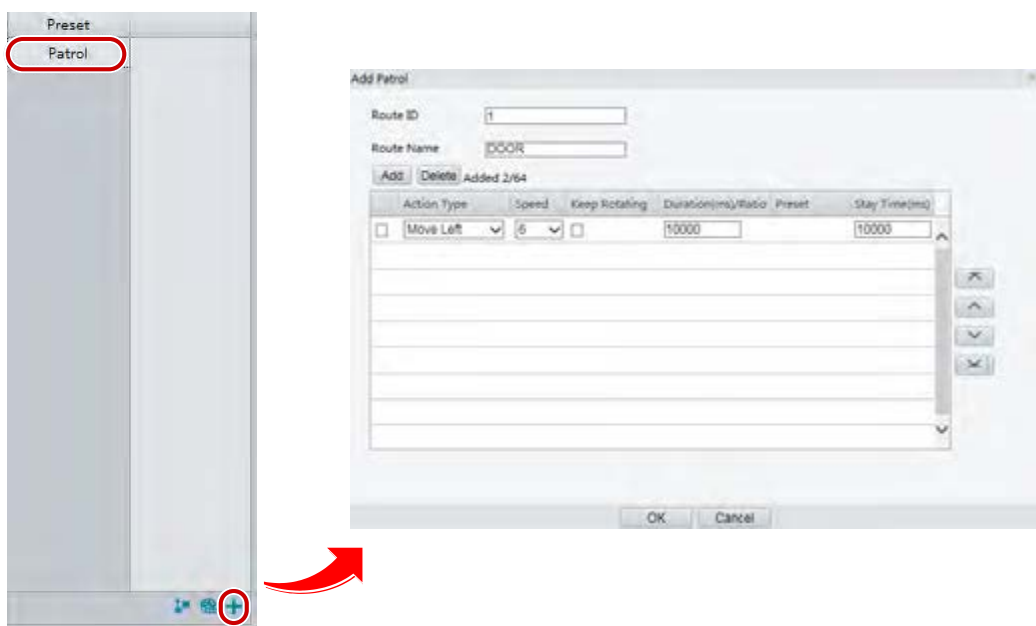 Preset
Patrol
Add Patrol
Route ID 1
Route Name DOOR
Add Delete Added 2/64
Action Type Speed Keep Rotating Duration(ms)/Ratio Preset Stay Time(ms)
Move Left 6 10000 10000
OK Cancel